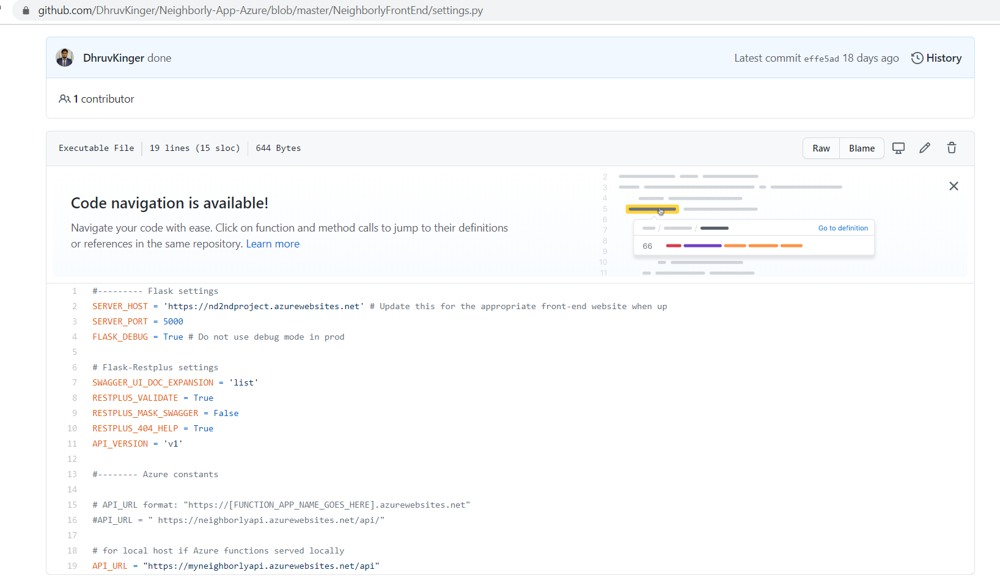 github.com/DhruvKinger/Neighborly-App-Azure/blob/master/NeighborlyFrontEnd/settings.py
DhruvKinger done
Latest commit effe5ad 18 days ago
History
1 contributor
Executable File
19 lines (15 sloc)
644 Bytes
Raw
Blame
Code navigation is available!
Navigate your code with ease. Click on function and method calls to jump to their definitions
or references in the same repository. Learn more
2
3
4
5
6
7
8
9
10
11
Go to definition
66
1 #--------- Flask settings
2 SERVER_HOST = 'https://nd2ndproject.azurewebsites.net' # Update this for the appropriate front-end website when up
3 SERVER_PORT = 5000
4 FLASK_DEBUG = True # Do not use debug mode in prod
5
6 # Flask-Restplus settings
7 SWAGGER_UI_DOC_EXPANSION = 'list'
8 RESTPLUS_VALIDATE = True
9 RESTPLUS_MASK_SWAGGER = False
10 RESTPLUS_404_HELP = True
11 API_VERSION = 'v1'
12
13 #-------- Azure constants
14
15 # API_URL format: "https://[FUNCTION_APP_NAME_GOES_HERE].azurewebsites.net"
16 #API_URL = " https://neighborlyapi.azurewebsites.net/api/"
17
18 # for local host if Azure functions served locally
19 API_URL = "https://myneighborlyapi.azurewebsites.net/api"